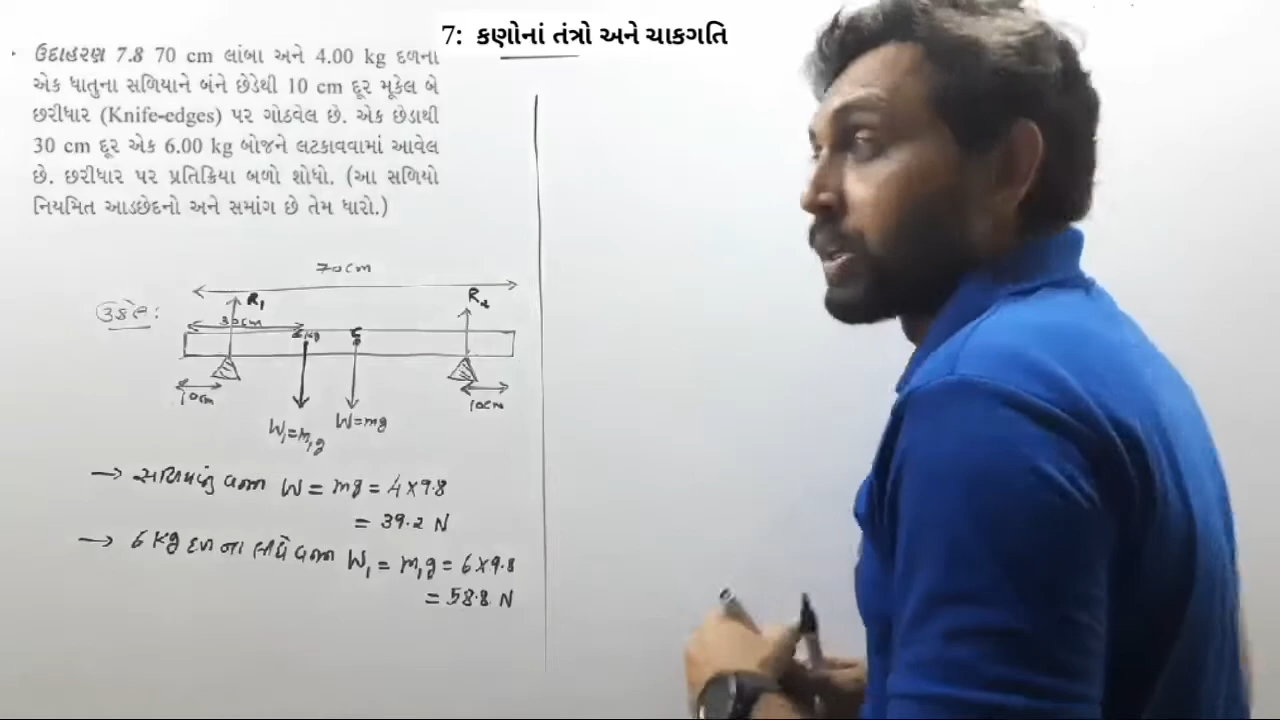 7: કણોનાં તંત્રો અને ચાકગતિ
ઉદાહરણ 7.8 70 cm લાંબા અને 4.00 kg દળના
એક ધાતુના સળિયાને બંને છેડેથી 10 cm દૂર મૂકેલ બે
છરીધાર (Knife-edges) પર ગોઠવેલ છે. એક છેડાથી
30 cm દૂર એક 6.00 kg બોજને લટકાવવામાં આવેલ
છે. છરીધાર પર પ્રતિક્રિયા બળો શોધો. (આ સળિયો
નિયમિત આડછેદનો અને સમાંગ છે તેમ ધારો.)
70cm
ઉકેલ:
R₁
R₂
30cm
10cm
10cm
W₁=m₁g
W=mg
→ સળિયાનું વજન W = mg = 4×9.8
= 39.2 N
→ 6 kg દળ ના લીધે વજન W₁ = m₁g = 6×9.8
= 58.8 N